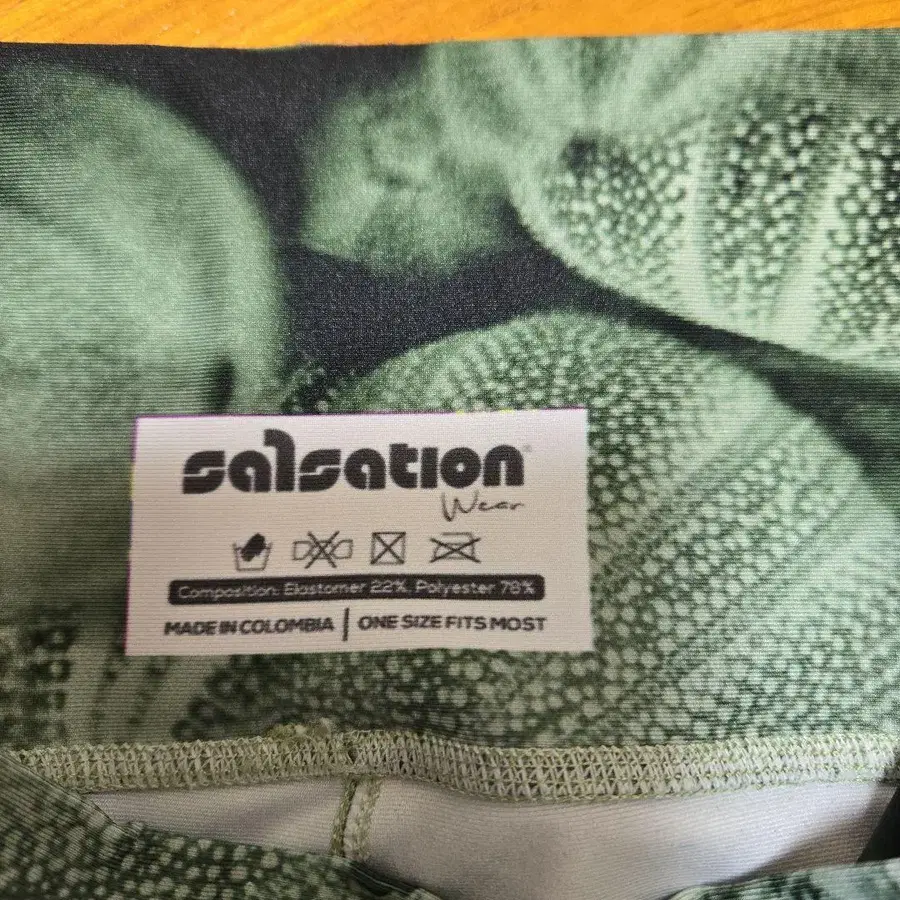 salsation®
Wear
Composition: Elastomer 22%, Polyester 78%
MADE IN COLOMBIA | ONE SIZE FITS MOST